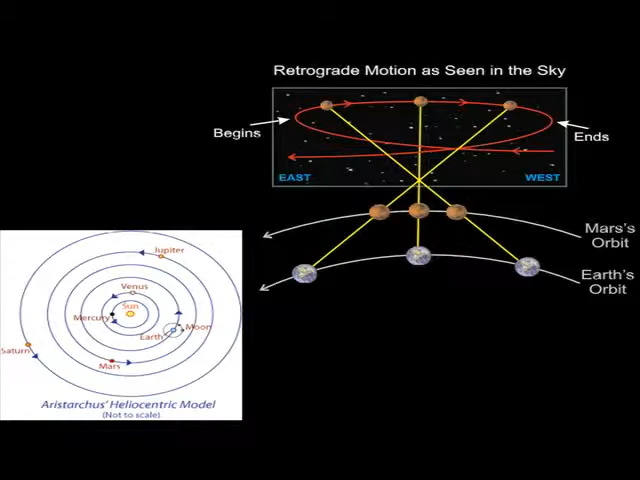 Retrograde Motion as Seen in the Sky
Begins
Ends
EAST
WEST
Mars's
Orbit
Earth's
Orbit
Jupiter
Venus
Sun
Mercury
Moon
Earth
Saturn
Mars
Aristarchus' Heliocentric Model
(Not to scale)